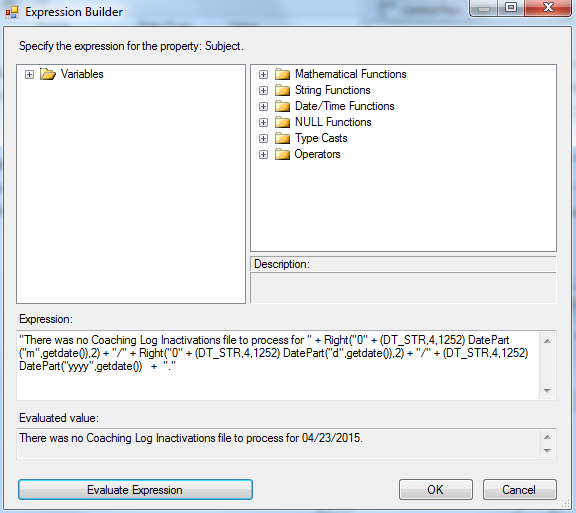 Expression Builder
Specify the expression for the property: Subject.
Variables
Mathematical Functions
String Functions
Date/Time Functions
NULL Functions
Type Casts
Operators
Description:
Expression:
"There was no Coaching Log Inactivations file to process for " + Right("0" + (DT_STR,4,1252) DatePart
("m",getdate()),2) + "/" + Right("0" + (DT_STR,4,1252) DatePart("d",getdate()),2) + "/" + (DT_STR,4,1252)
DatePart("yyyy",getdate()) + "."
Evaluated value:
There was no Coaching Log Inactivations file to process for 04/23/2015.
Evaluate Expression
OK
Cancel